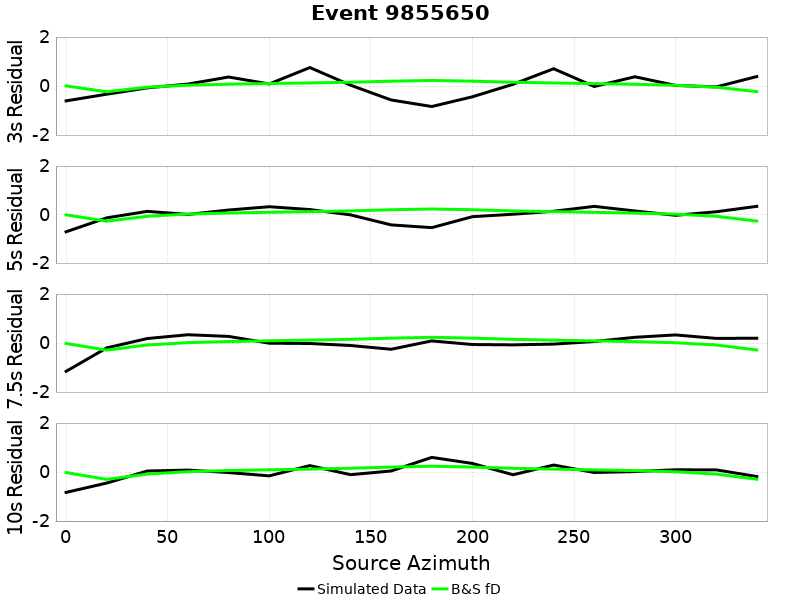 Event 9855650
3s Residual
2
0
-2
5s Residual
2
0
-2
7.5s Residual
2
0
-2
10s Residual
2
0
-2
0 50 100 150 200 250 300
Source Azimuth
Simulated Data B&S fD